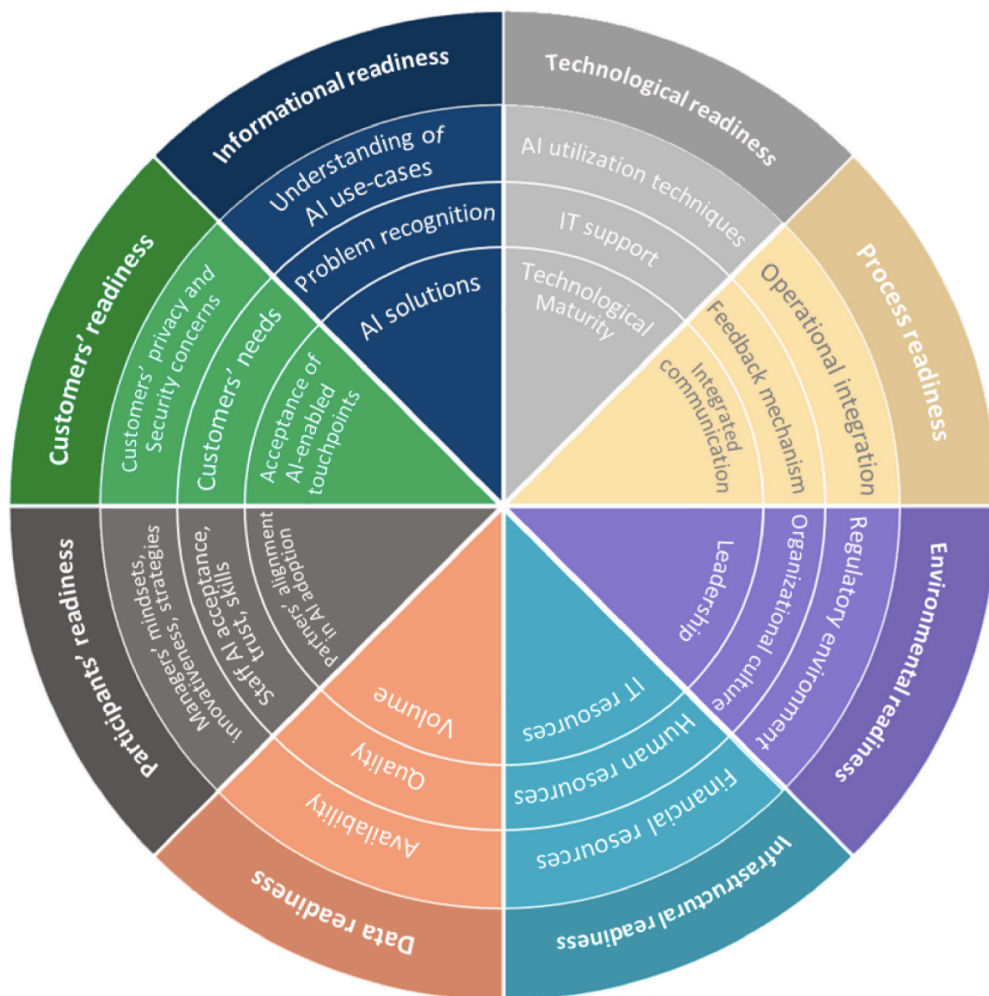 Informational readiness
Understanding of
AI use-cases
Problem recognition
AI solutions
Technological readiness
AI utilization techniques
IT support
Technological
Maturity
Process readiness
Operational integration
Feedback mechanism
Integrated
communication
Environmental readiness
Regulatory environment
Organizational culture
Leadership
Infrastructural readiness
Financial resources
Human resources
IT resources
Data readiness
Availability
Quality
Volume
Participants' readiness
Managers' mindsets,
innovativeness, strategies
Staff AI acceptance,
trust, skills
Partners' alignment
in AI adoption
Customers' readiness
Customers' privacy and
Security concerns
Customers' needs
Acceptance of
AI-enabled
touchpoints